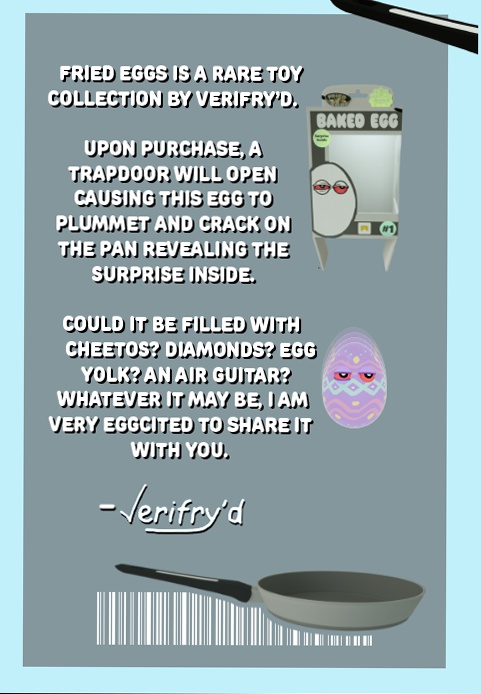 FRIED EGGS IS A RARE TOY
COLLECTION BY VERIFRY'D.
UPON PURCHASE, A
TRAPDOOR WILL OPEN
CAUSING THIS EGG TO
PLUMMET AND CRACK ON
THE PAN REVEALING THE
SURPRISE INSIDE.
COULD IT BE FILLED WITH
CHEETOS? DIAMONDS? EGG
YOLK? AN AIR GUITAR?
WHATEVER IT MAY BE, I AM
VERY EGGCITED TO SHARE IT
WITH YOU.
- Verifry'd
BAKED EGG
#1